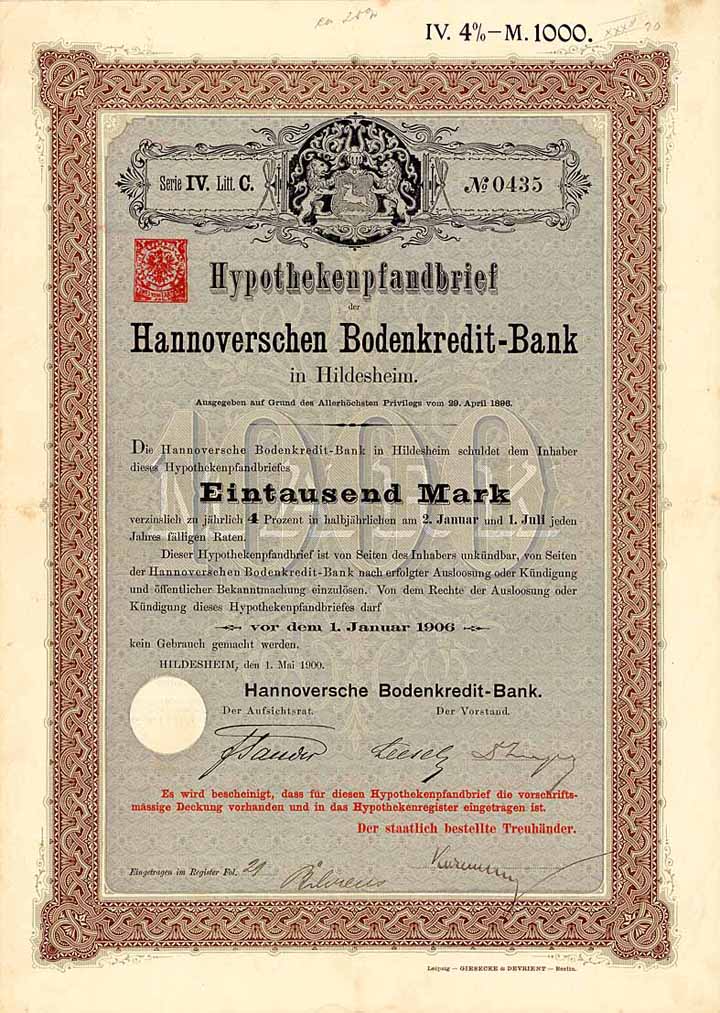 IV. 4%–M. 1000.
Serie IV. Litt. C.
No 0435
Hypothekenpfandbrief
der
Hannoverschen Bodenkredit-Bank
in Hildesheim.
Ausgegeben auf Grund des Allerhöchsten Privilegs vom 29. April 1896.
1000
MARK
Die Hannoversche Bodenkredit-Bank in Hildesheim schuldet dem Inhaber
dieses Hypothekenpfandbriefes
Eintausend Mark
verzinslich zu jährlich 4 Prozent in halbjährlichen am 2. Januar und 1. Juli jeden
Jahres fälligen Raten.
Dieser Hypothekenpfandbrief ist von Seiten des Inhabers unkündbar, von Seiten
der Hannoverschen Bodenkredit-Bank nach erfolgter Ausloosung oder Kündigung
und öffentlicher Bekanntmachung einzulösen. Von dem Rechte der Ausloosung oder
Kündigung dieses Hypothekenpfandbriefes darf
vor dem 1. Januar 1906
kein Gebrauch gemacht werden.
HILDESHEIM, den 1. Mai 1900.
Hannoversche Bodenkredit-Bank.
Der Aufsichtsrat. Der Vorstand.
Es wird bescheinigt, dass für diesen Hypothekenpfandbrief die vorschrifts-
mässige Deckung vorhanden und in das Hypothekenregister eingetragen ist.
Der staatlich bestellte Treuhänder.
Eingetragen im Register Fol. 29
Leipzig — GIESECKE & DEVRIENT — Berlin.